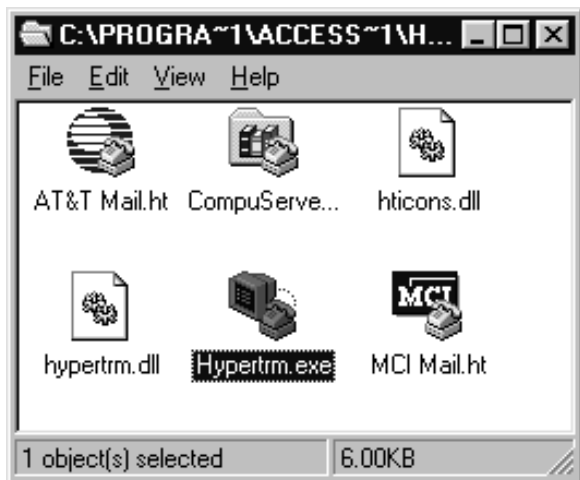 C:\PROGRA~1\ACCESS~1\H...
File Edit View Help
AT&T Mail.ht CompuServe... hticons.dll
MCI
hypertrm.dll Hypertrm.exe MCI Mail.ht
1 object(s) selected 6.00KB